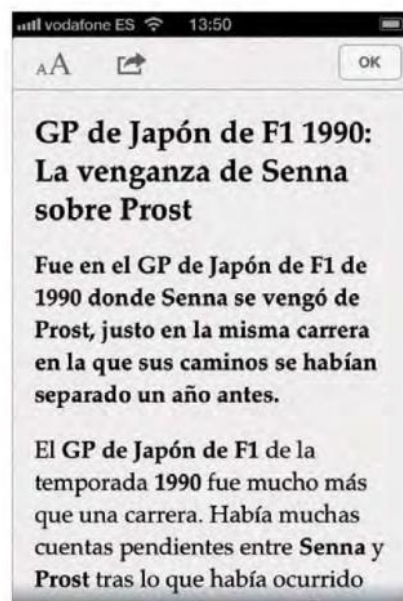 vodafone ES 13:50
AA OK
GP de Japón de F1 1990:
La venganza de Senna
sobre Prost
Fue en el GP de Japón de F1 de
1990 donde Senna se vengó de
Prost, justo en la misma carrera
en la que sus caminos se habían
separado un año antes.
El GP de Japón de F1 de la
temporada 1990 fue mucho más
que una carrera. Había muchas
cuentas pendientes entre Senna y
Prost tras lo que había ocurrido